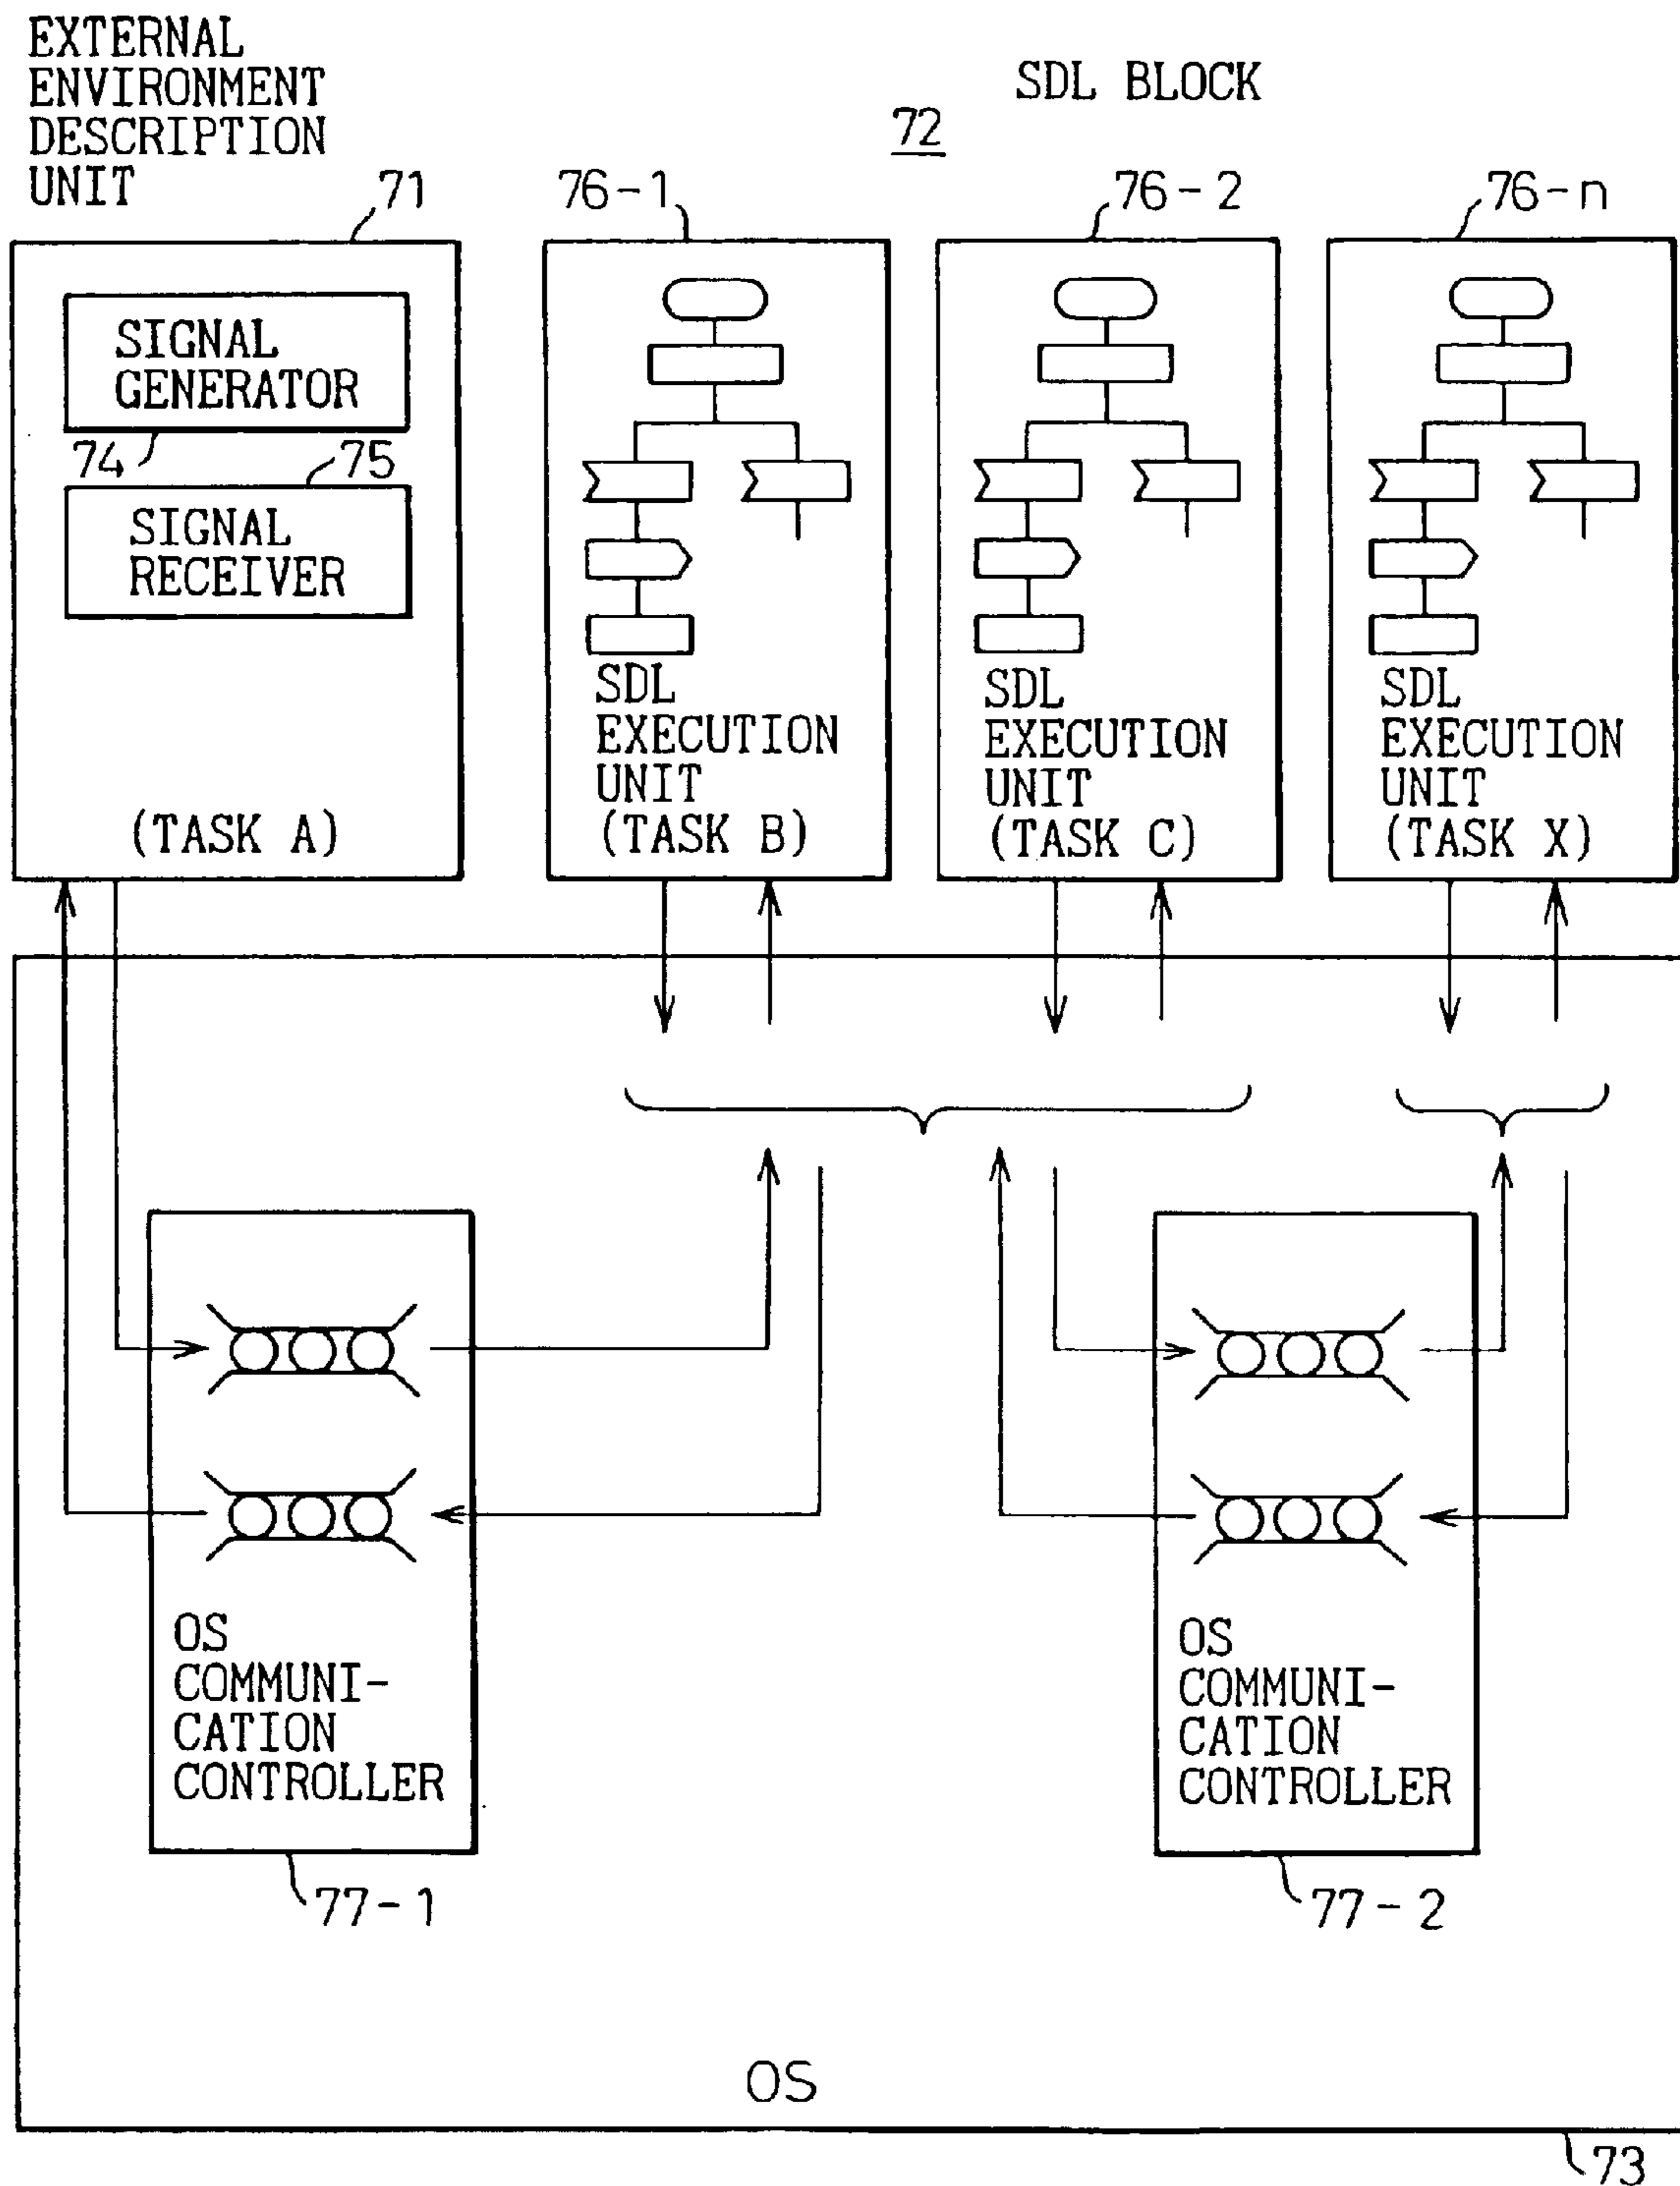 EXTERNAL
ENVIRONMENT
DESCRIPTION
UNIT
SDL BLOCK
72
71
76-1
76-2
76-n
SIGNAL
GENERATOR
74
75
SIGNAL
RECEIVER
(TASK A)
SDL
EXECUTION
UNIT
(TASK B)
SDL
EXECUTION
UNIT
(TASK C)
SDL
EXECUTION
UNIT
(TASK X)
OS
COMMUNI-
CATION
CONTROLLER
77-1
OS
COMMUNI-
CATION
CONTROLLER
77-2
OS
73